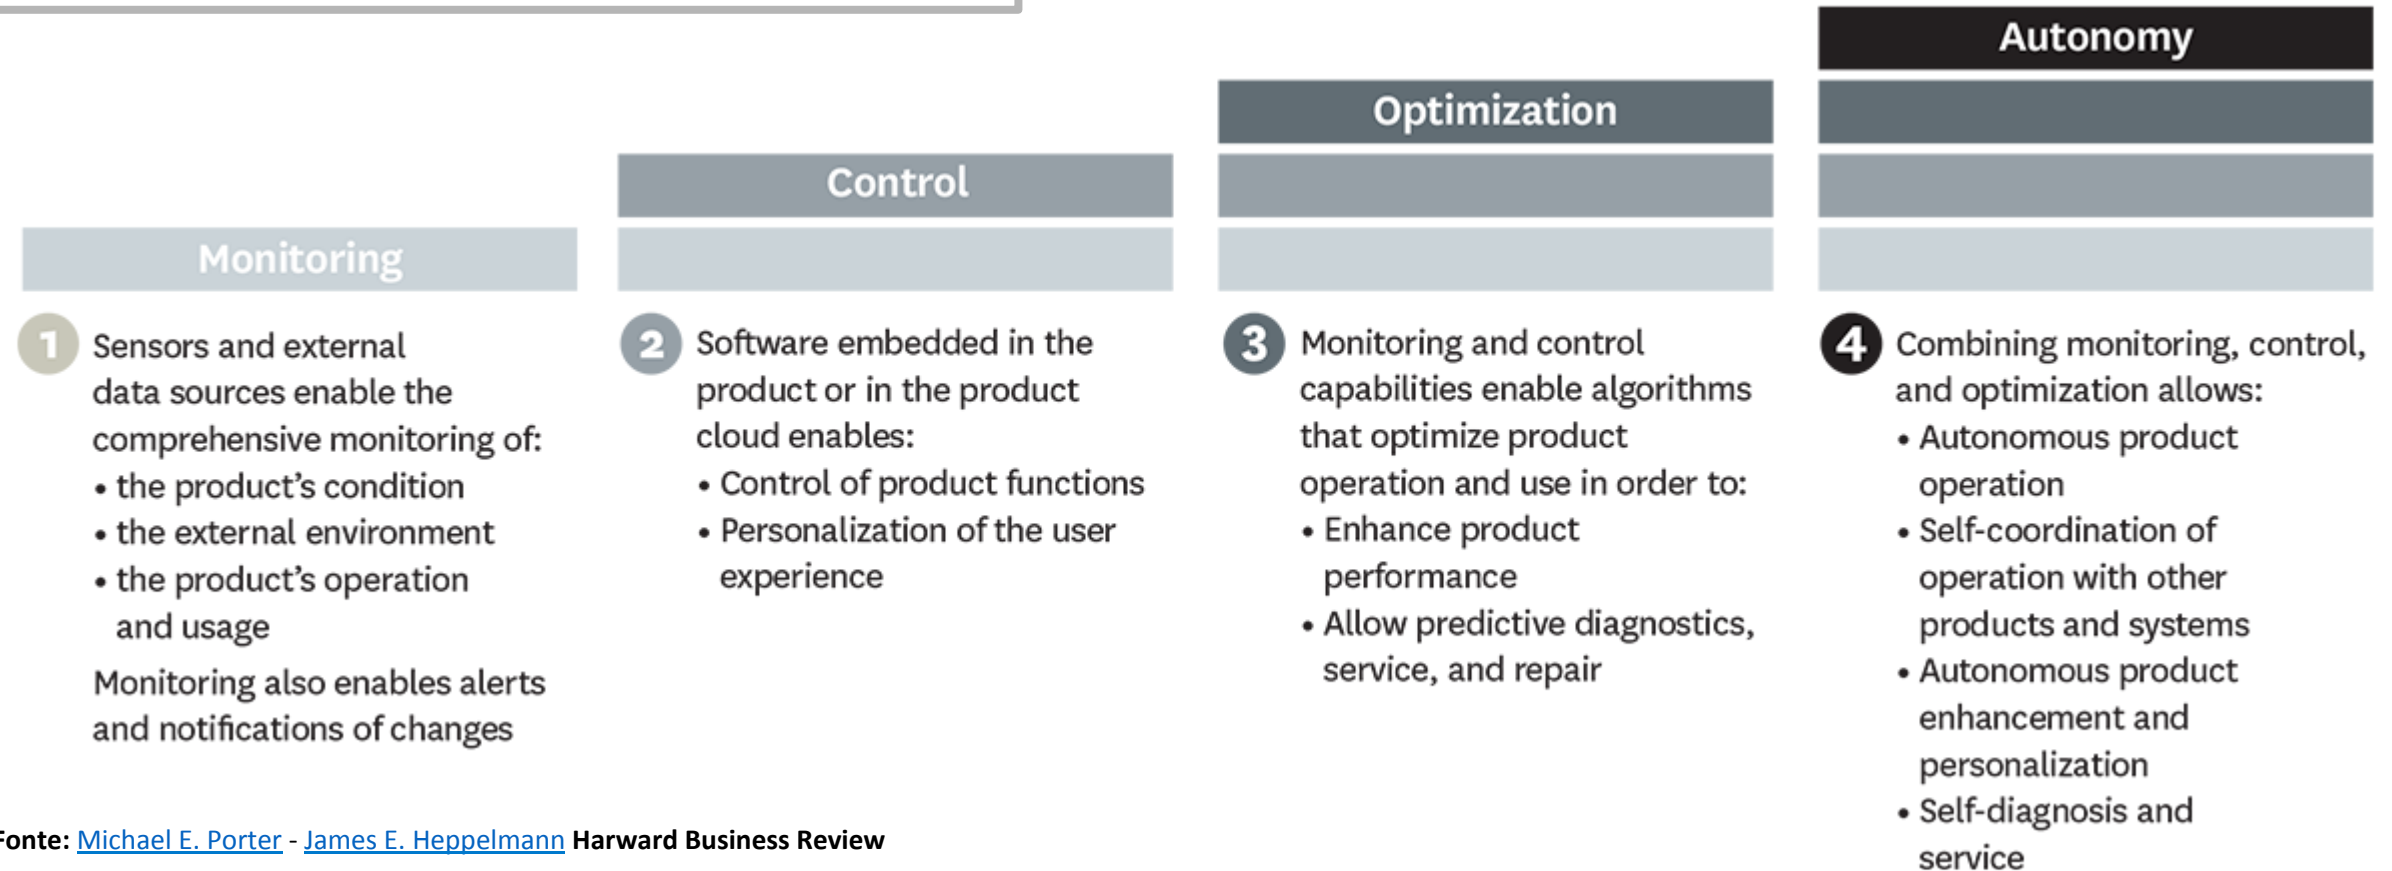 Autonomy
Optimization
Control
Monitoring
1 Sensors and external
data sources enable the
comprehensive monitoring of:
• the product’s condition
• the external environment
• the product’s operation
and usage
Monitoring also enables alerts
and notifications of changes
2 Software embedded in the
product or in the product
cloud enables:
• Control of product functions
• Personalization of the user
experience
3 Monitoring and control
capabilities enable algorithms
that optimize product
operation and use in order to:
• Enhance product
performance
• Allow predictive diagnostics,
service, and repair
4 Combining monitoring, control,
and optimization allows:
• Autonomous product
operation
• Self-coordination of
operation with other
products and systems
• Autonomous product
enhancement and
personalization
• Self-diagnosis and
service
Fonte: Michael E. Porter - James E. Heppelmann Harward Business Review